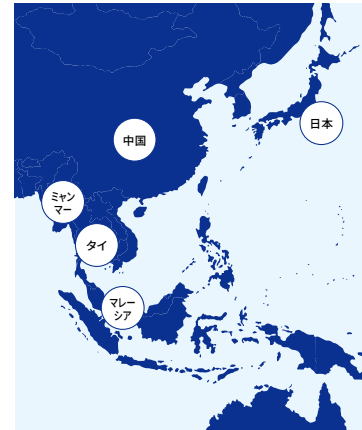 日本
中国
ミャン
マー
タイ
マレー
シア